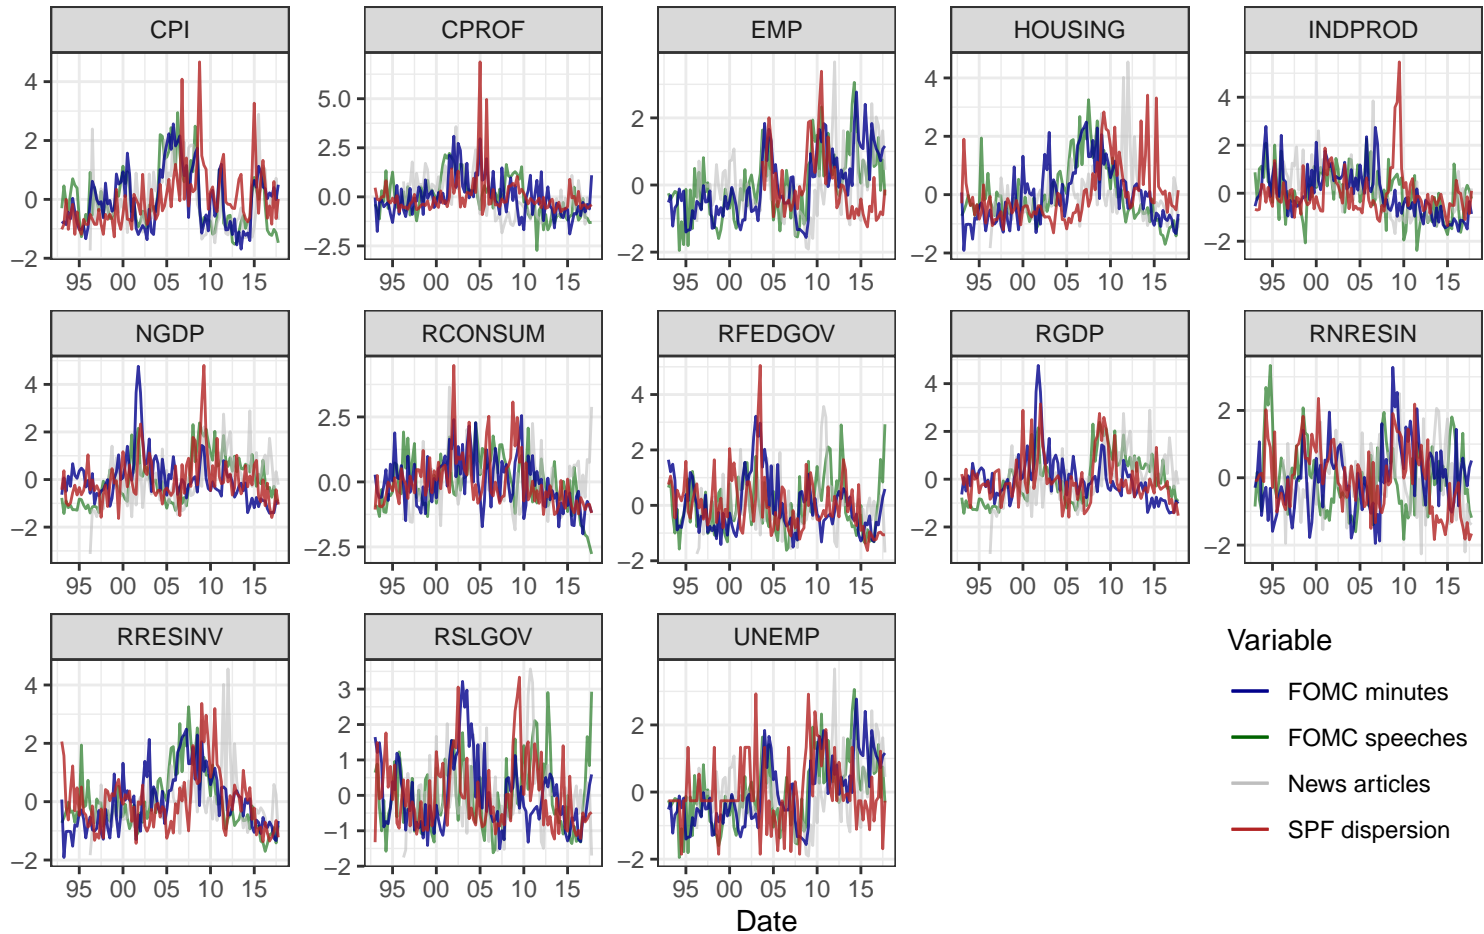 CPI CPROF EMP HOUSING INDPROD
4 2 0 −2
5.0 2.5 0.0 −2.5
2 0 −2
4 2 0 −2
4 2 0 −2
95 00 05 10 15 95 00 05 10 15 95 00 05 10 15 95 00 05 10 15 95 00 05 10 15
NGDP RCONSUM RFEDGOV RGDP RNRESIN
4 2 0 −2
2.5 0.0 −2.5
4 2 0 −2
4 2 0 −2
2 0 −2
95 00 05 10 15 95 00 05 10 15 95 00 05 10 15 95 00 05 10 15 95 00 05 10 15
RRESINV RSLGOV UNEMP
4 2 0 −2
3 2 1 0 −1 −2
2 0 −2
95 00 05 10 15 95 00 05 10 15 95 00 05 10 15
Date
Variable
FOMC minutes
FOMC speeches
News articles
SPF dispersion